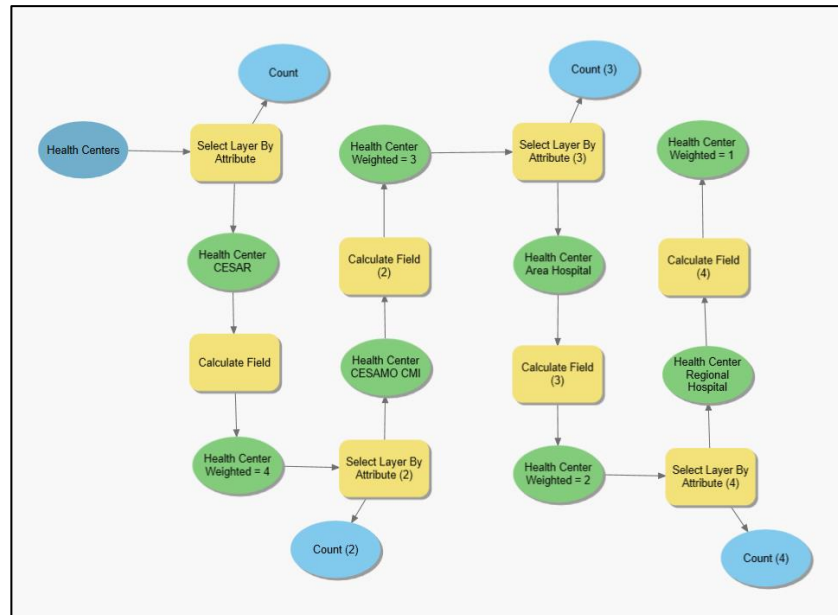 Health Centers
Select Layer By
Attribute
Count
Health Center
CESAR
Calculate Field
Health Center
Weighted = 4
Select Layer By
Attribute (2)
Count (2)
Health Center
CESAMO CMI
Calculate Field
(2)
Health Center
Weighted = 3
Select Layer By
Attribute (3)
Count (3)
Health Center
Area Hospital
Calculate Field
(3)
Health Center
Weighted = 2
Select Layer By
Attribute (4)
Count (4)
Health Center
Regional
Hospital
Calculate Field
(4)
Health Center
Weighted = 1